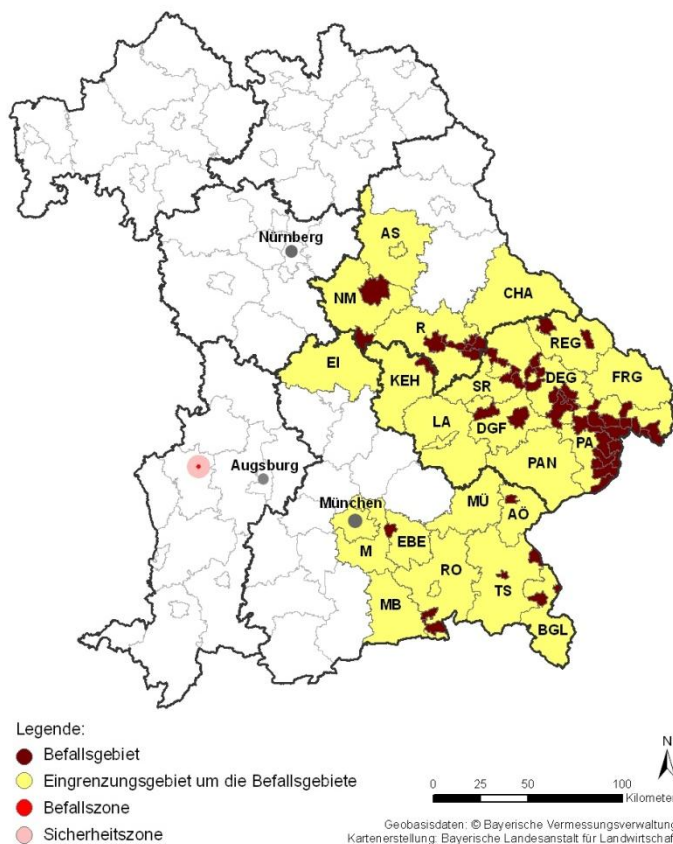 Nürnberg
AS
NM
CHA
R
REG
EI
KEH
SR
DEG
FRG
LA
DGF
PA
Augsburg
PAN
München
MÜ
AÖ
M
EBE
RO
TS
MB
BGL
Legende:
Befallsgebiet
Eingrenzungsgebiet um die Befallsgebiete
Befallszone
Sicherheitszone
N
0 25 50 100
Kilometer
Geobasisdaten: © Bayerische Vermessungsverwaltung
Kartenerstellung: Bayerische Landesanstalt für Landwirtschaft